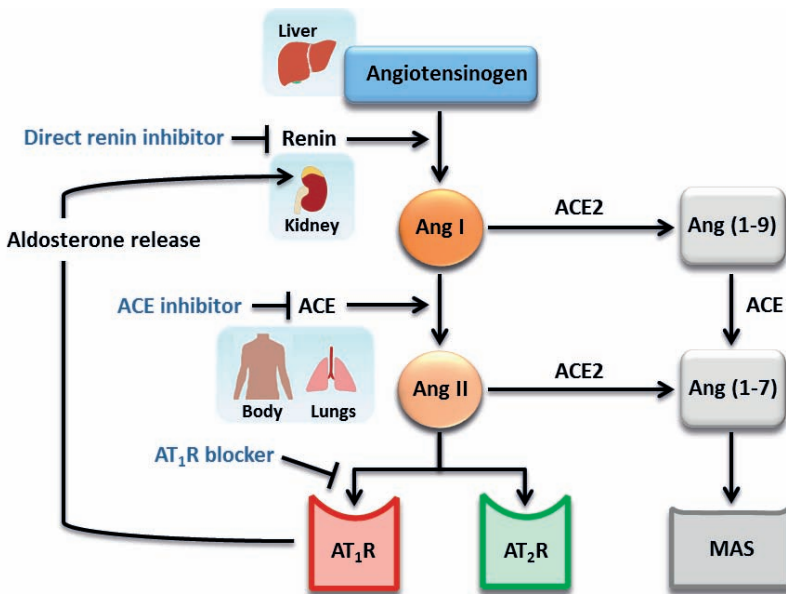 Liver
Angiotensinogen
Direct renin inhibitor
Renin
Kidney
Ang I
ACE2
Ang (1-9)
Aldosterone release
ACE inhibitor
ACE
ACE
Body
Lungs
Ang II
ACE2
Ang (1-7)
AT₁R blocker
AT₁R
AT₂R
MAS